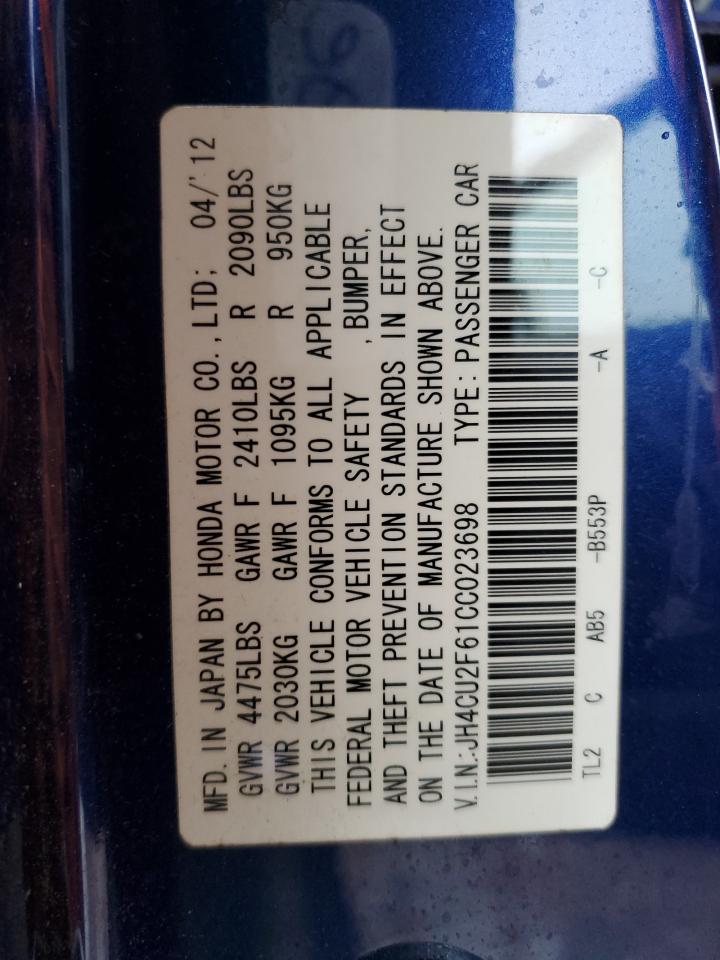 MFD. IN JAPAN BY HONDA MOTOR CO., LTD; 04/'12
GVWR 4475LBS GAWR F 2410LBS R 2090LBS
GVWR 2030KG GAWR F 1095KG R 950KG
THIS VEHICLE CONFORMS TO ALL APPLICABLE
FEDERAL MOTOR VEHICLE SAFETY , BUMPER,
AND THEFT PREVENTION STANDARDS IN EFFECT
ON THE DATE OF MANUFACTURE SHOWN ABOVE.
V.I.N.:JH4CU2F61CC023698 TYPE: PASSENGER CAR
TL2 C AB5 -B553P -A -C